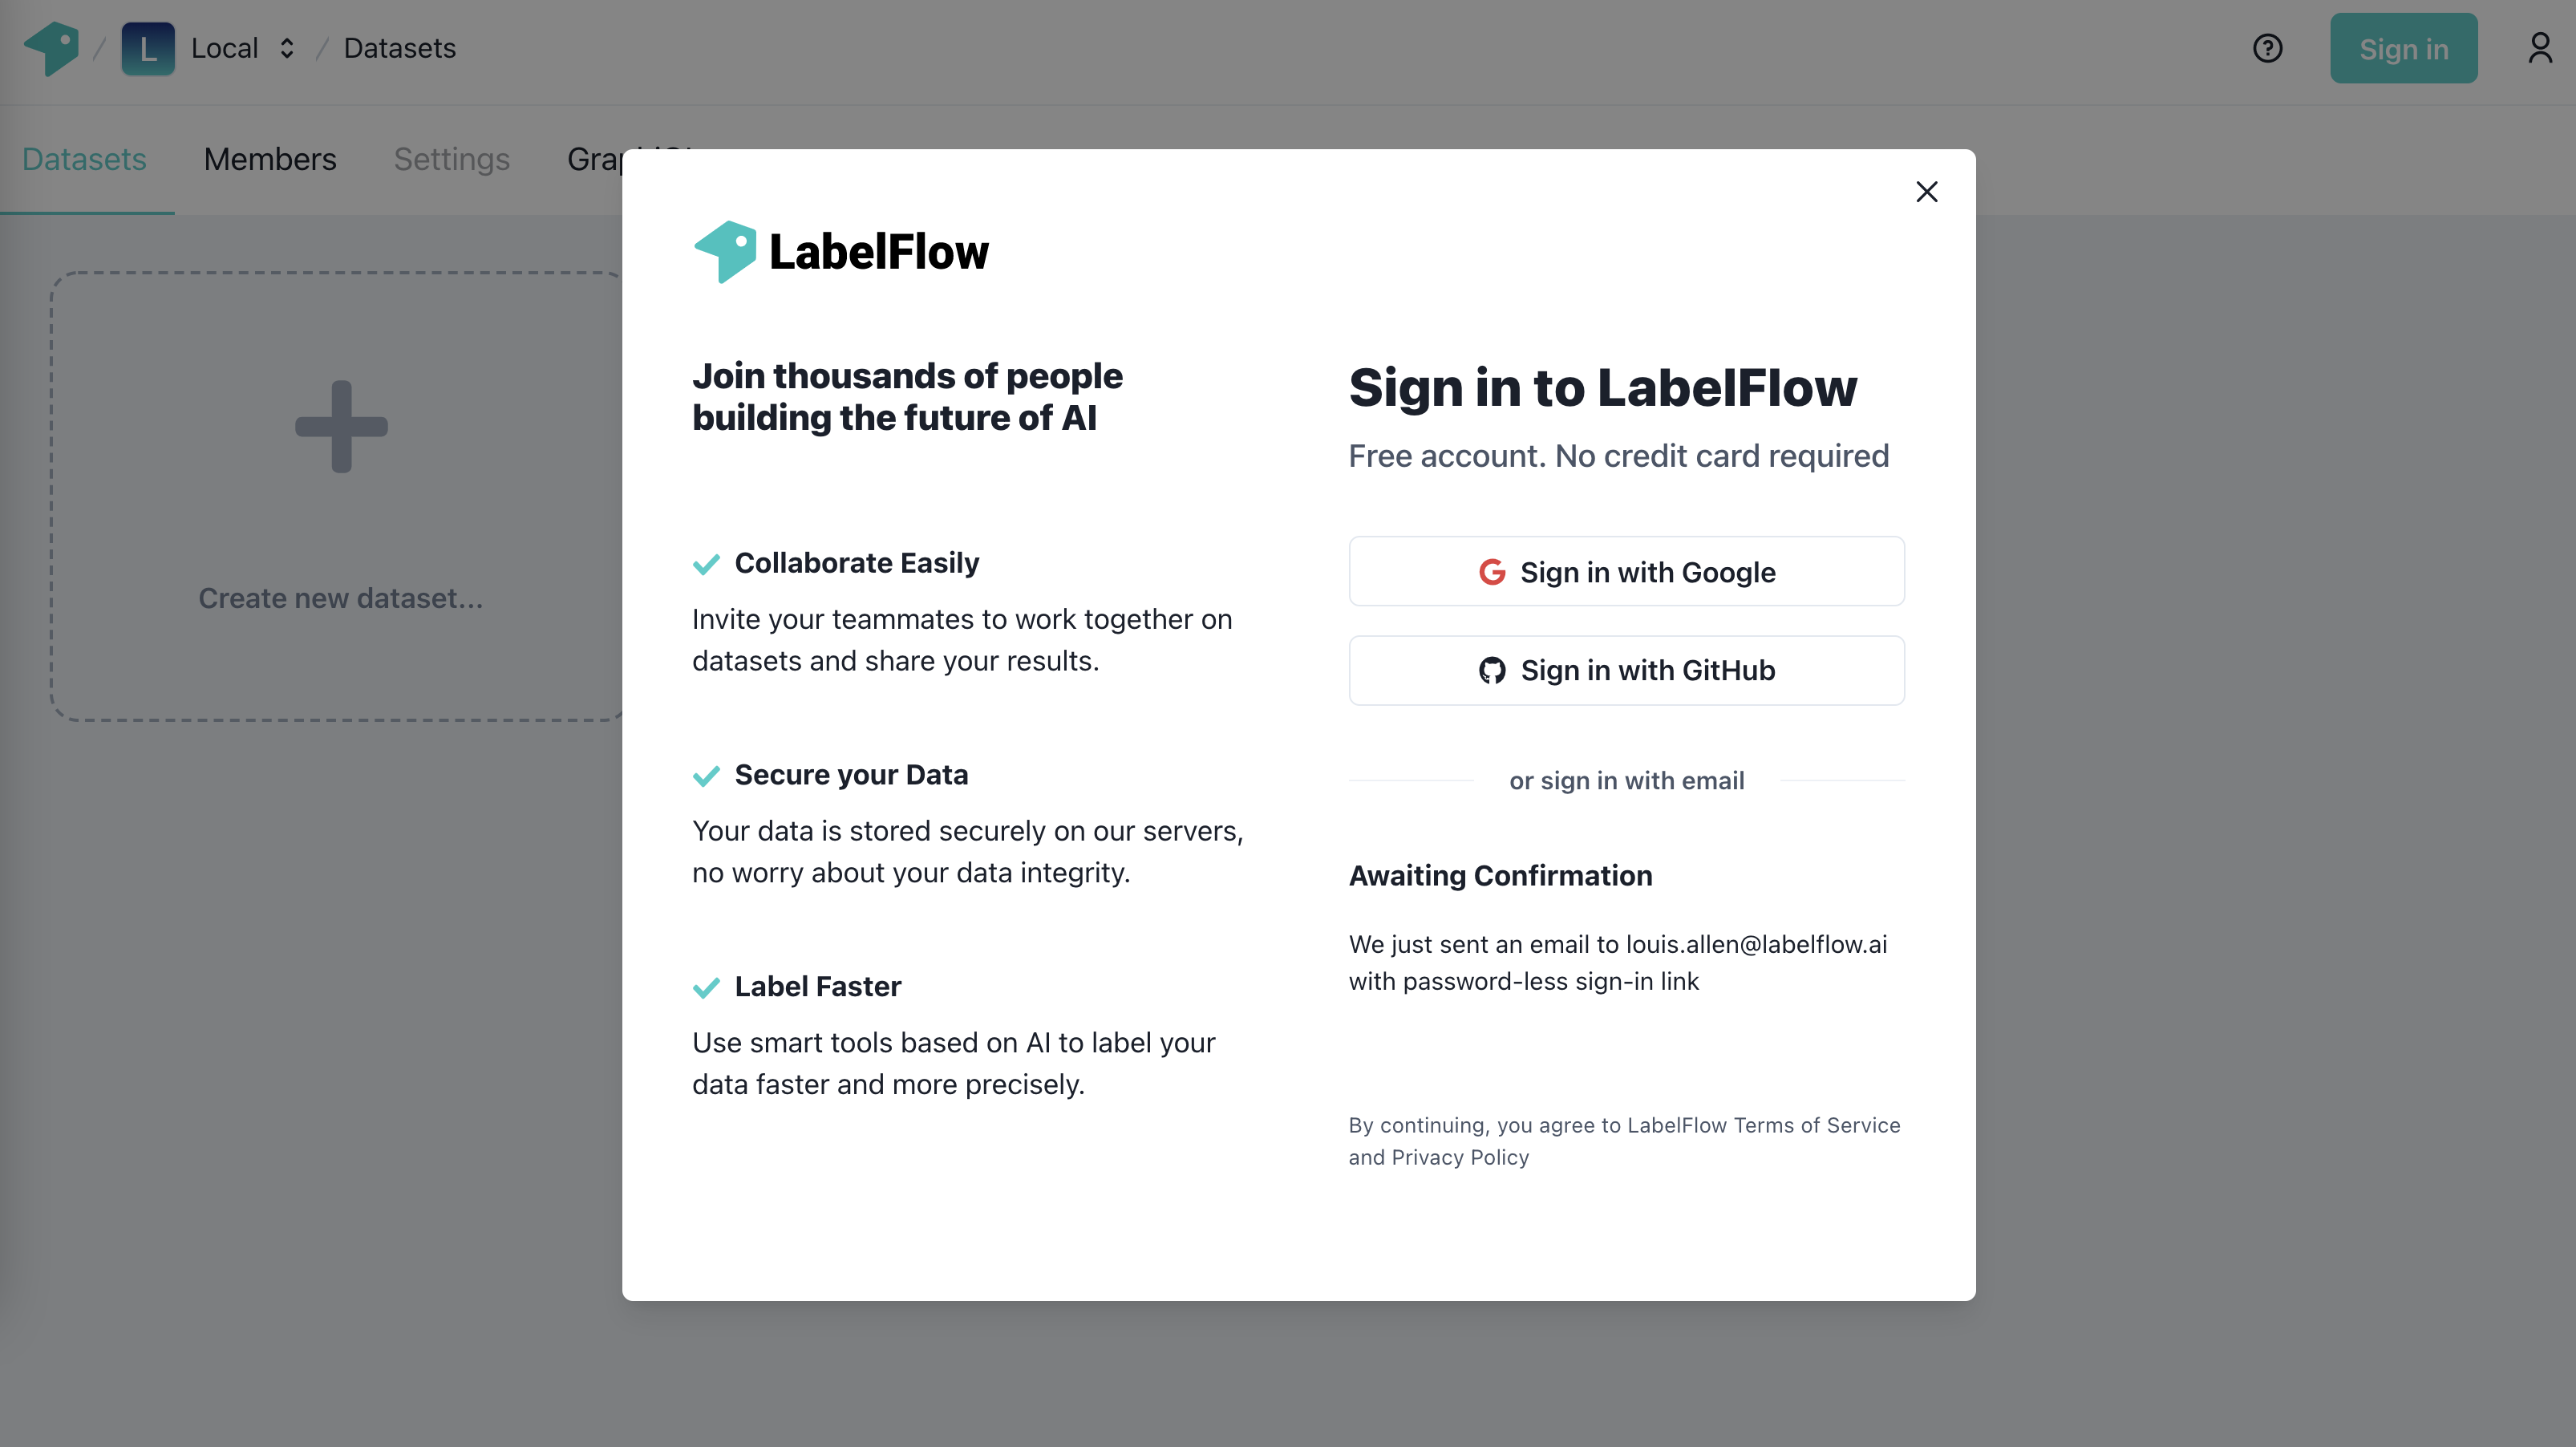 L Local / Datasets
Sign in
Datasets Members Settings
LabelFlow
Join thousands of people
building the future of AI
Collaborate Easily
Invite your teammates to work together on
datasets and share your results.
Secure your Data
Your data is stored securely on our servers,
no worry about your data integrity.
Label Faster
Use smart tools based on AI to label your
data faster and more precisely.
Sign in to LabelFlow
Free account. No credit card required
Sign in with Google
Sign in with GitHub
or sign in with email
Awaiting Confirmation
We just sent an email to louis.allen@labelflow.ai
with password-less sign-in link
By continuing, you agree to LabelFlow Terms of Service
and Privacy Policy
Create new dataset...